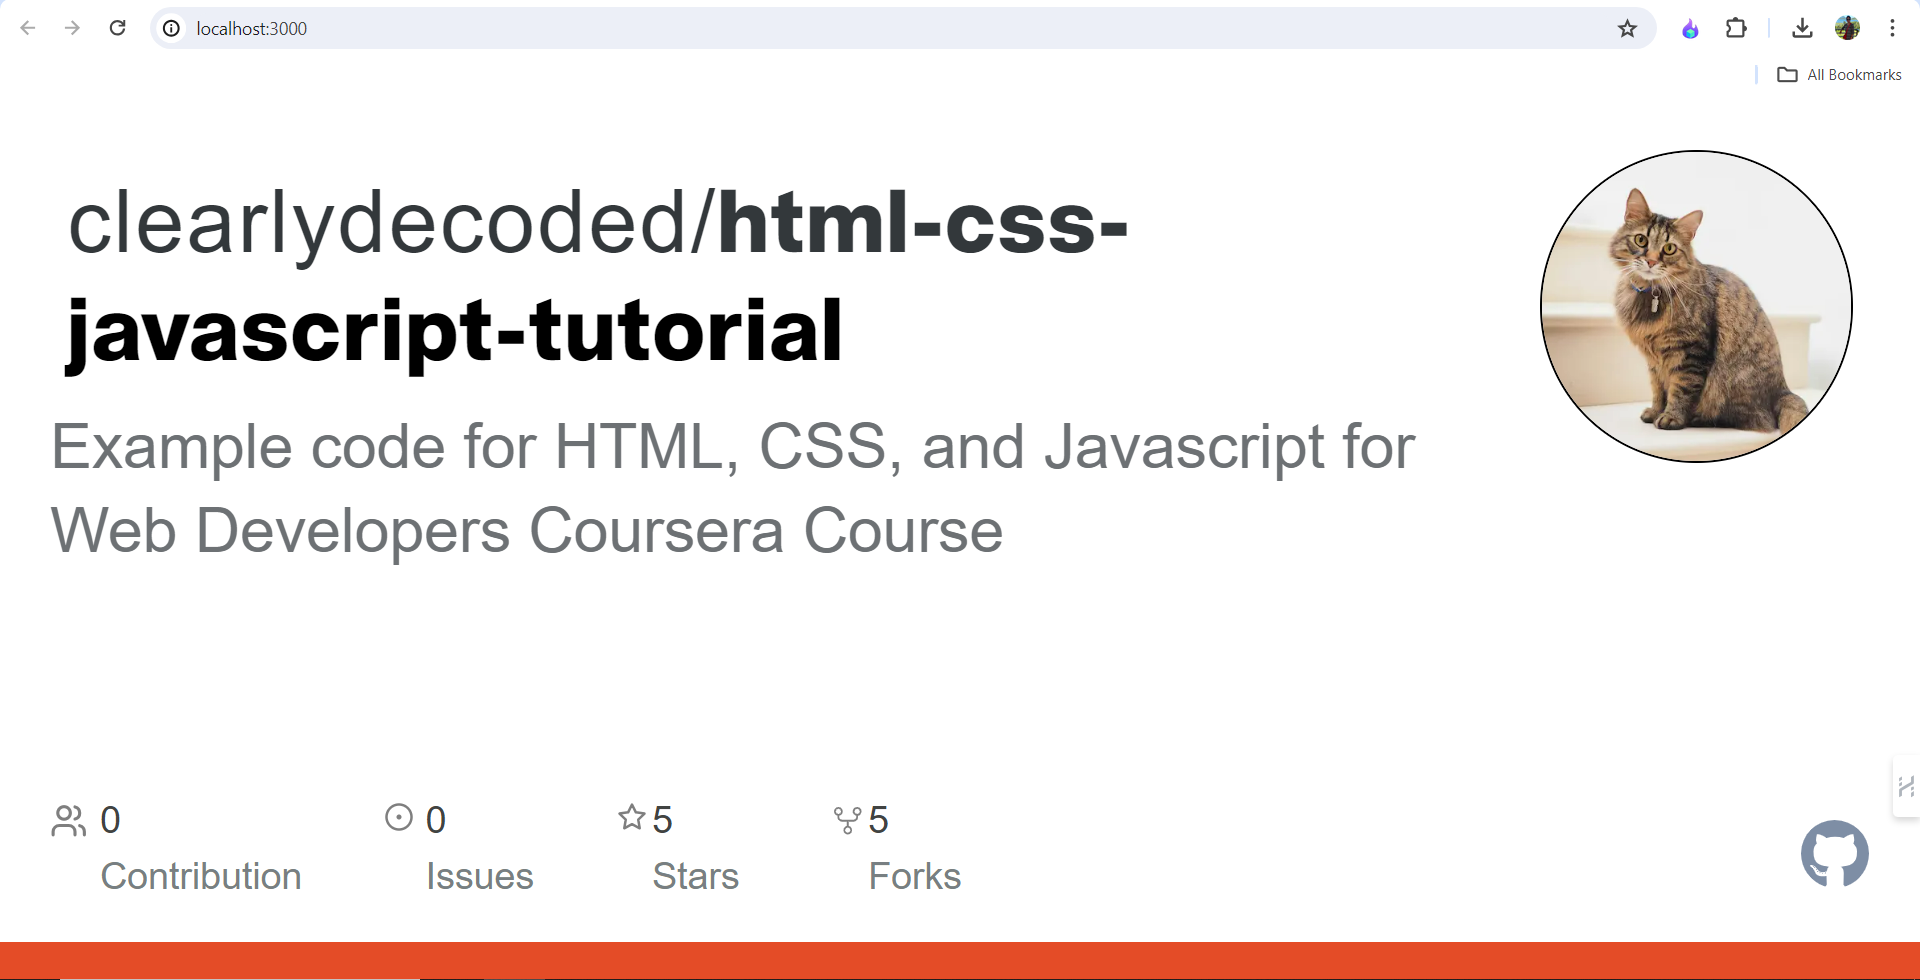 localhost:3000
All Bookmarks
clearlydecoded/html-css-
javascript-tutorial
Example code for HTML, CSS, and Javascript for
Web Developers Coursera Course
0
Contribution
0
Issues
5
Stars
5
Forks